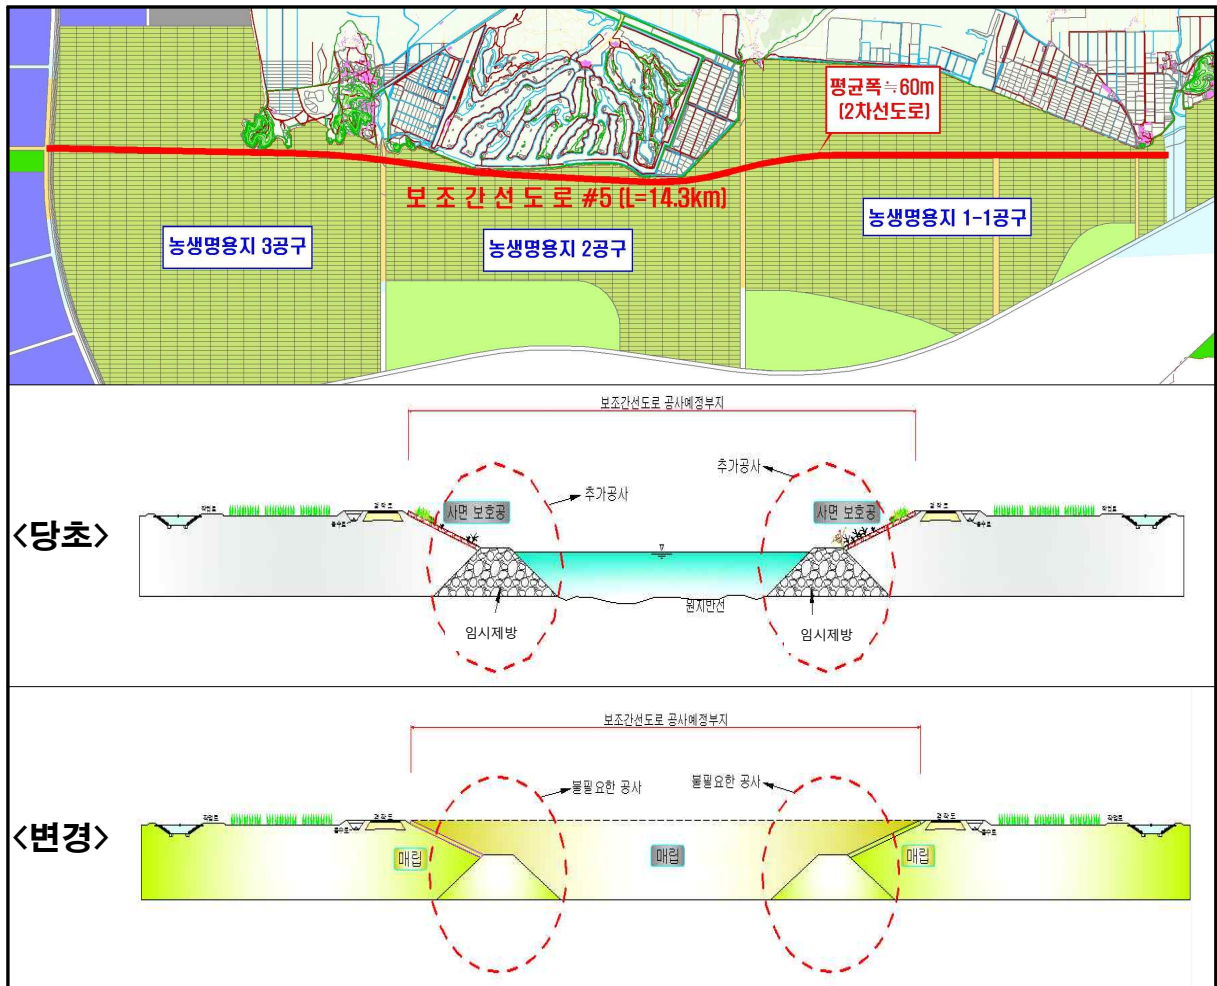 평균폭≒60m
(2차선도로)
보 조 간 선 도 로 #5 (L=14.3km)
농생명용지 3공구
농생명용지 2공구
농생명용지 1-1공구
보조간선도로 공사예정부지
추가공사
추가공사
사면 보호공
사면 보호공
<당초>
원지반선
임시제방
임시제방
보조간선도로 공사예정부지
불필요한 공사
불필요한 공사
<변경>
매립
매립
매립